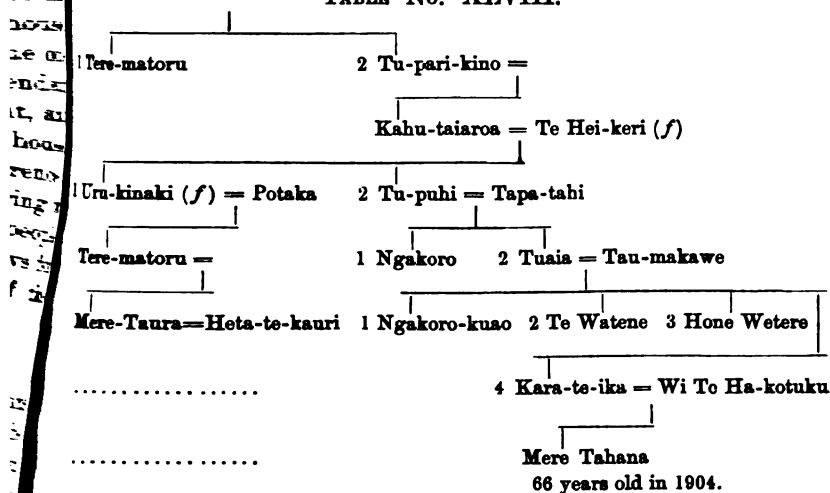 TABLE No. XLVIII.
1 Tere-matoru 2 Tu-pari-kino =
Kahu-taiaroa = Te Hei-keri (f)
1 Uru-kinaki (f) = Potaka 2 Tu-puhi = Tapa-tahi
Tere-matoru = 1 Ngakoro 2 Tuaia = Tau-makawe
Mere-Taura=Heta-te-kauri 1 Ngakoro-kuao 2 Te Watene 3 Hone Wetere
4 Kara-te-ika = Wi Te Ha-kotuku
Mere Tahana
66 years old in 1904.